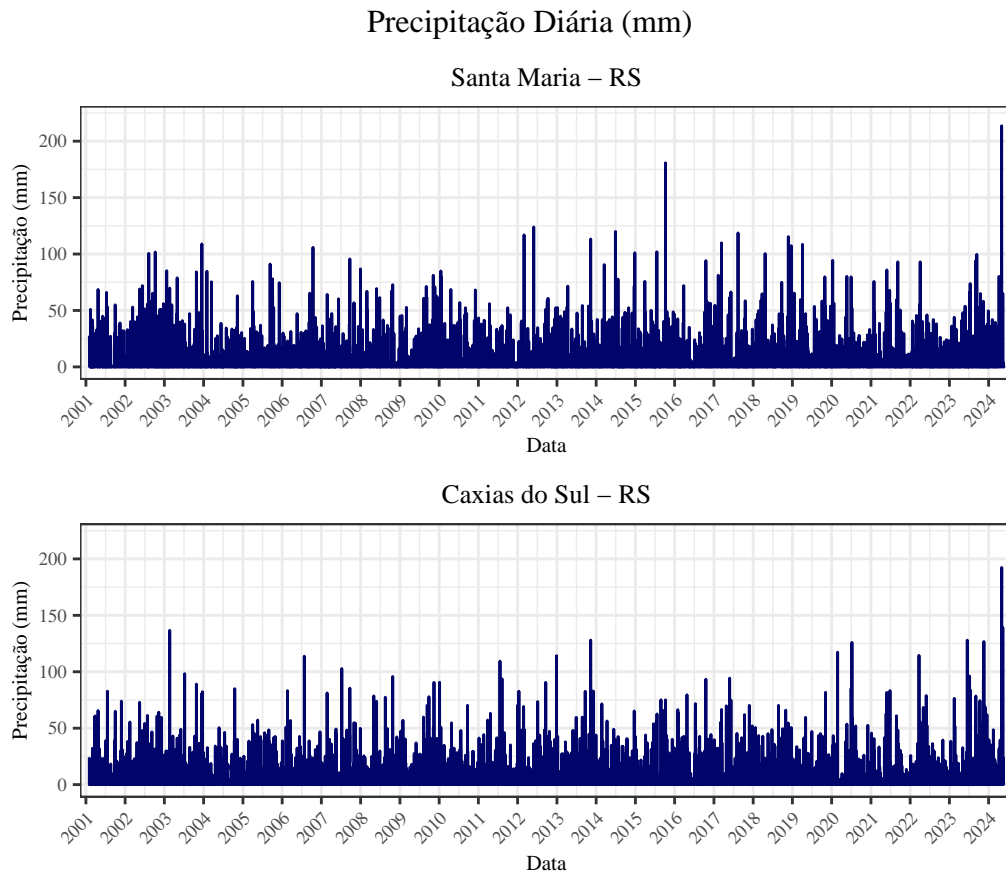 Precipitação Diária (mm)
Santa Maria – RS
Precipitação (mm)
200
150
100
50
0
2001 2002 2003 2004 2005 2006 2007 2008 2009 2010 2011 2012 2013 2014 2015 2016 2017 2018 2019 2020 2021 2022 2023 2024
Data
Caxias do Sul – RS
Precipitação (mm)
200
150
100
50
0
2001 2002 2003 2004 2005 2006 2007 2008 2009 2010 2011 2012 2013 2014 2015 2016 2017 2018 2019 2020 2021 2022 2023 2024
Data